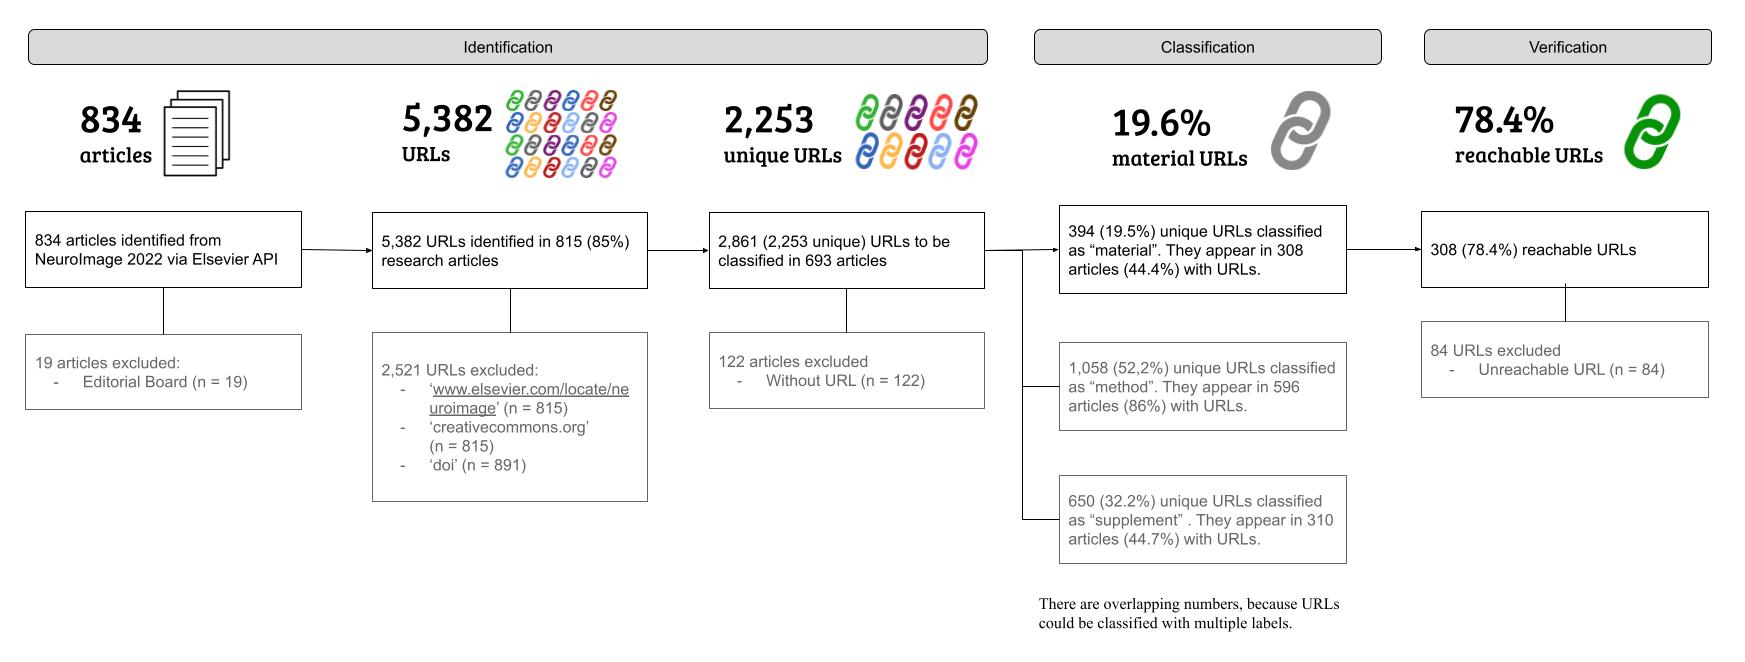 Identification
Classification
Verification
834
articles
5,382
URLs
2,253
unique URLs
19.6%
material URLs
78.4%
reachable URLs
834 articles identified from
NeuroImage 2022 via Elsevier API
5,382 URLs identified in 815 (85%)
research articles
2,861 (2,253 unique) URLs to be
classified in 693 articles
394 (19.5%) unique URLs classified
as “material”. They appear in 308
articles (44.4%) with URLs.
308 (78.4%) reachable URLs
19 articles excluded:
- Editorial Board (n = 19)
2,521 URLs excluded:
- ‘www.elsevier.com/locate/ne
uroimage’ (n = 815)
- ‘creativecommons.org’
(n = 815)
- ‘doi’ (n = 891)
122 articles excluded
- Without URL (n = 122)
1,058 (52,2%) unique URLs classified
as “method”. They appear in 596
articles (86%) with URLs.
84 URLs excluded
- Unreachable URL (n = 84)
650 (32.2%) unique URLs classified
as “supplement” . They appear in 310
articles (44.7%) with URLs.
There are overlapping numbers, because URLs
could be classified with multiple labels.